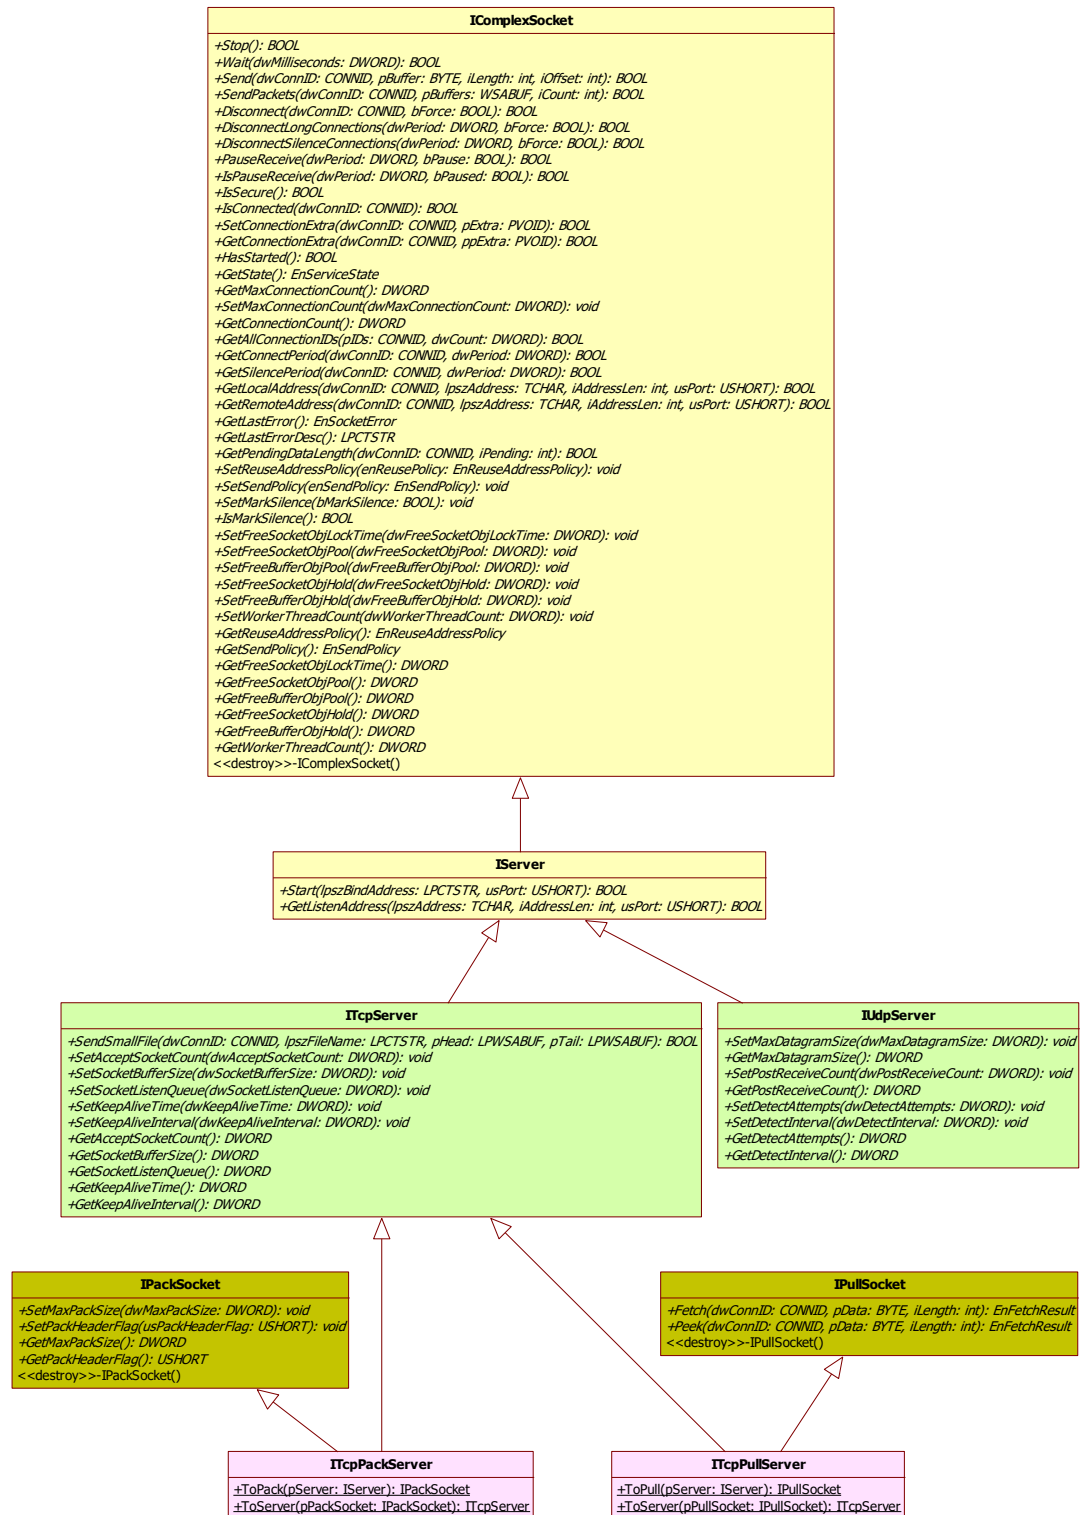 IComplexSocket
+Stop(): BOOL
+Wait(dwMilliseconds: DWORD): BOOL
+Send(dwConnID: CONNID, pBuffer: BYTE, iLength: int, iOffset: int): BOOL
+SendPackets(dwConnID: CONNID, pBuffers: WSABUF, iCount: int): BOOL
+Disconnect(dwConnID: CONNID, bForce: BOOL): BOOL
+DisconnectLongConnections(dwPeriod: DWORD, bForce: BOOL): BOOL
+DisconnectSilenceConnections(dwPeriod: DWORD, bForce: BOOL): BOOL
+PauseReceive(dwPeriod: DWORD, bPause: BOOL): BOOL
+IsPauseReceive(dwPeriod: DWORD, bPaused: BOOL): BOOL
+IsSecure(): BOOL
+IsConnected(dwConnID: CONNID): BOOL
+SetConnectionExtra(dwConnID: CONNID, pExtra: PVOID): BOOL
+GetConnectionExtra(dwConnID: CONNID, ppExtra: PVOID): BOOL
+HasStarted(): BOOL
+GetState(): EnServiceState
+GetMaxConnectionCount(): DWORD
+SetMaxConnectionCount(dwMaxConnectionCount: DWORD): void
+GetConnectionCount(): DWORD
+GetAllConnectionIDs(pIDs: CONNID, dwCount: DWORD): BOOL
+GetConnectPeriod(dwConnID: CONNID, dwPeriod: DWORD): BOOL
+GetSilencePeriod(dwConnID: CONNID, dwPeriod: DWORD): BOOL
+GetLocalAddress(dwConnID: CONNID, lpszAddress: TCHAR, iAddressLen: int, usPort: USHORT): BOOL
+GetRemoteAddress(dwConnID: CONNID, lpszAddress: TCHAR, iAddressLen: int, usPort: USHORT): BOOL
+GetLastError(): EnSocketError
+GetLastErrorDesc(): LPCTSTR
+GetPendingDataLength(dwConnID: CONNID, iPending: int): BOOL
+SetReuseAddressPolicy(enReusePolicy: EnReuseAddressPolicy): void
+SetSendPolicy(enSendPolicy: EnSendPolicy): void
+SetMarkSilence(bMarkSilence: BOOL): void
+IsMarkSilence(): BOOL
+SetFreeSocketObjLockTime(dwFreeSocketObjLockTime: DWORD): void
+SetFreeSocketObjPool(dwFreeSocketObjPool: DWORD): void
+SetFreeBufferObjPool(dwFreeBufferObjPool: DWORD): void
+SetFreeSocketObjHold(dwFreeSocketObjHold: DWORD): void
+SetFreeBufferObjHold(dwFreeBufferObjHold: DWORD): void
+SetWorkerThreadCount(dwWorkerThreadCount: DWORD): void
+GetReuseAddressPolicy(): EnReuseAddressPolicy
+GetSendPolicy(): EnSendPolicy
+GetFreeSocketObjLockTime(): DWORD
+GetFreeSocketObjPool(): DWORD
+GetFreeBufferObjPool(): DWORD
+GetFreeSocketObjHold(): DWORD
+GetFreeBufferObjHold(): DWORD
+GetWorkerThreadCount(): DWORD
<<destroy>>-IComplexSocket()
IServer
+Start(lpszBindAddress: LPCTSTR, usPort: USHORT): BOOL
+GetListenAddress(lpszAddress: TCHAR, iAddressLen: int, usPort: USHORT): BOOL
ITcpServer
+SendSmallFile(dwConnID: CONNID, lpszFileName: LPCTSTR, pHead: LPWSABUF, pTail: LPWSABUF): BOOL
+SetAcceptSocketCount(dwAcceptSocketCount: DWORD): void
+SetSocketBufferSize(dwSocketBufferSize: DWORD): void
+SetSocketListenQueue(dwSocketListenQueue: DWORD): void
+SetKeepAliveTime(dwKeepAliveTime: DWORD): void
+SetKeepAliveInterval(dwKeepAliveInterval: DWORD): void
+GetAcceptSocketCount(): DWORD
+GetSocketBufferSize(): DWORD
+GetSocketListenQueue(): DWORD
+GetKeepAliveTime(): DWORD
+GetKeepAliveInterval(): DWORD
IUdpServer
+SetMaxDatagramSize(dwMaxDatagramSize: DWORD): void
+GetMaxDatagramSize(): DWORD
+SetPostReceiveCount(dwPostReceiveCount: DWORD): void
+GetPostReceiveCount(): DWORD
+SetDetectAttempts(dwDetectAttempts: DWORD): void
+SetDetectInterval(dwDetectInterval: DWORD): void
+GetDetectAttempts(): DWORD
+GetDetectInterval(): DWORD
IPackSocket
+SetMaxPackSize(dwMaxPackSize: DWORD): void
+SetPackHeaderFlag(usPackHeaderFlag: USHORT): void
+GetMaxPackSize(): DWORD
+GetPackHeaderFlag(): USHORT
<<destroy>>-IPackSocket()
IPullSocket
+Fetch(dwConnID: CONNID, pData: BYTE, iLength: int): EnFetchResult
+Peek(dwConnID: CONNID, pData: BYTE, iLength: int): EnFetchResult
<<destroy>>-IPullSocket()
ITcpPackServer
+ToPack(pServer: IServer): IPackSocket
+ToServer(pPackSocket: IPackSocket): ITcpServer
ITcpPullServer
+ToPull(pServer: IServer): IPullSocket
+ToServer(pPullSocket: IPullSocket): ITcpServer